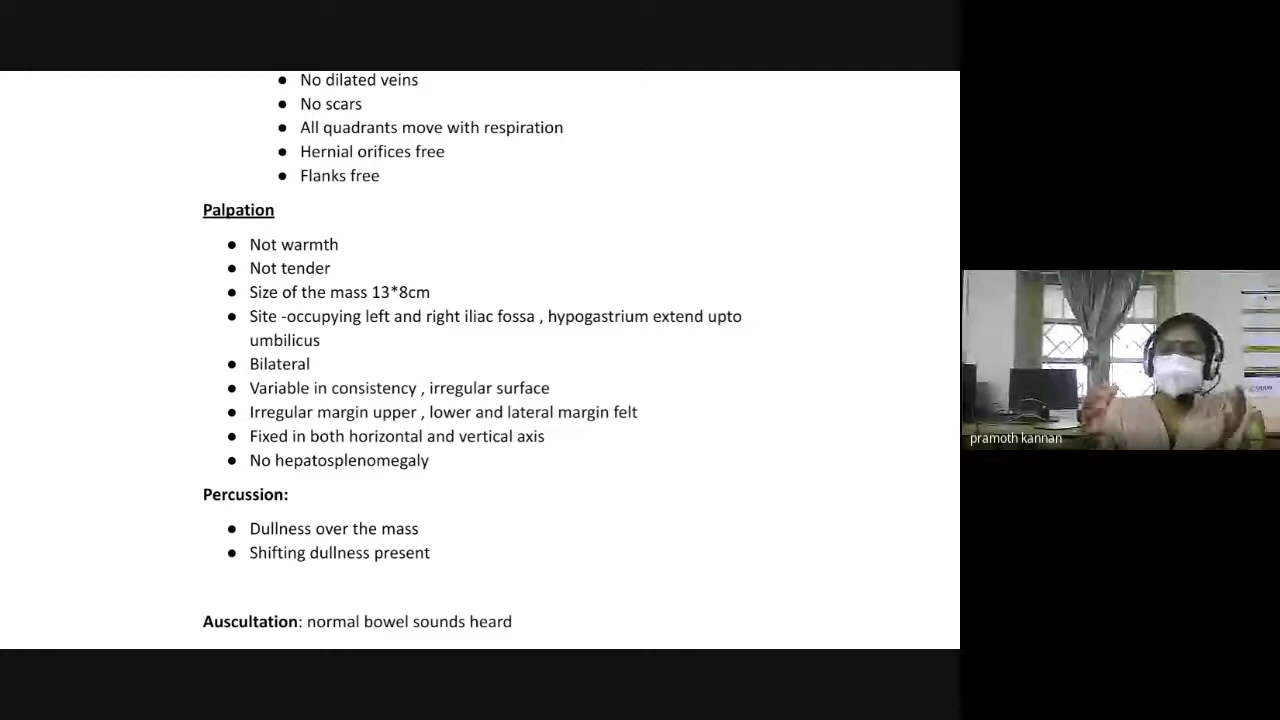 ● No dilated veins
● No scars
● All quadrants move with respiration
● Hernial orifices free
● Flanks free
Palpation
● Not warmth
● Not tender
● Size of the mass 13*8cm
● Site -occupying left and right iliac fossa , hypogastrium extend upto
umbilicus
● Bilateral
● Variable in consistency , irregular surface
● Irregular margin upper , lower and lateral margin felt
● Fixed in both horizontal and vertical axis
● No hepatosplenomegaly
Percussion:
● Dullness over the mass
● Shifting dullness present
Auscultation: normal bowel sounds heard
pramoth kannan